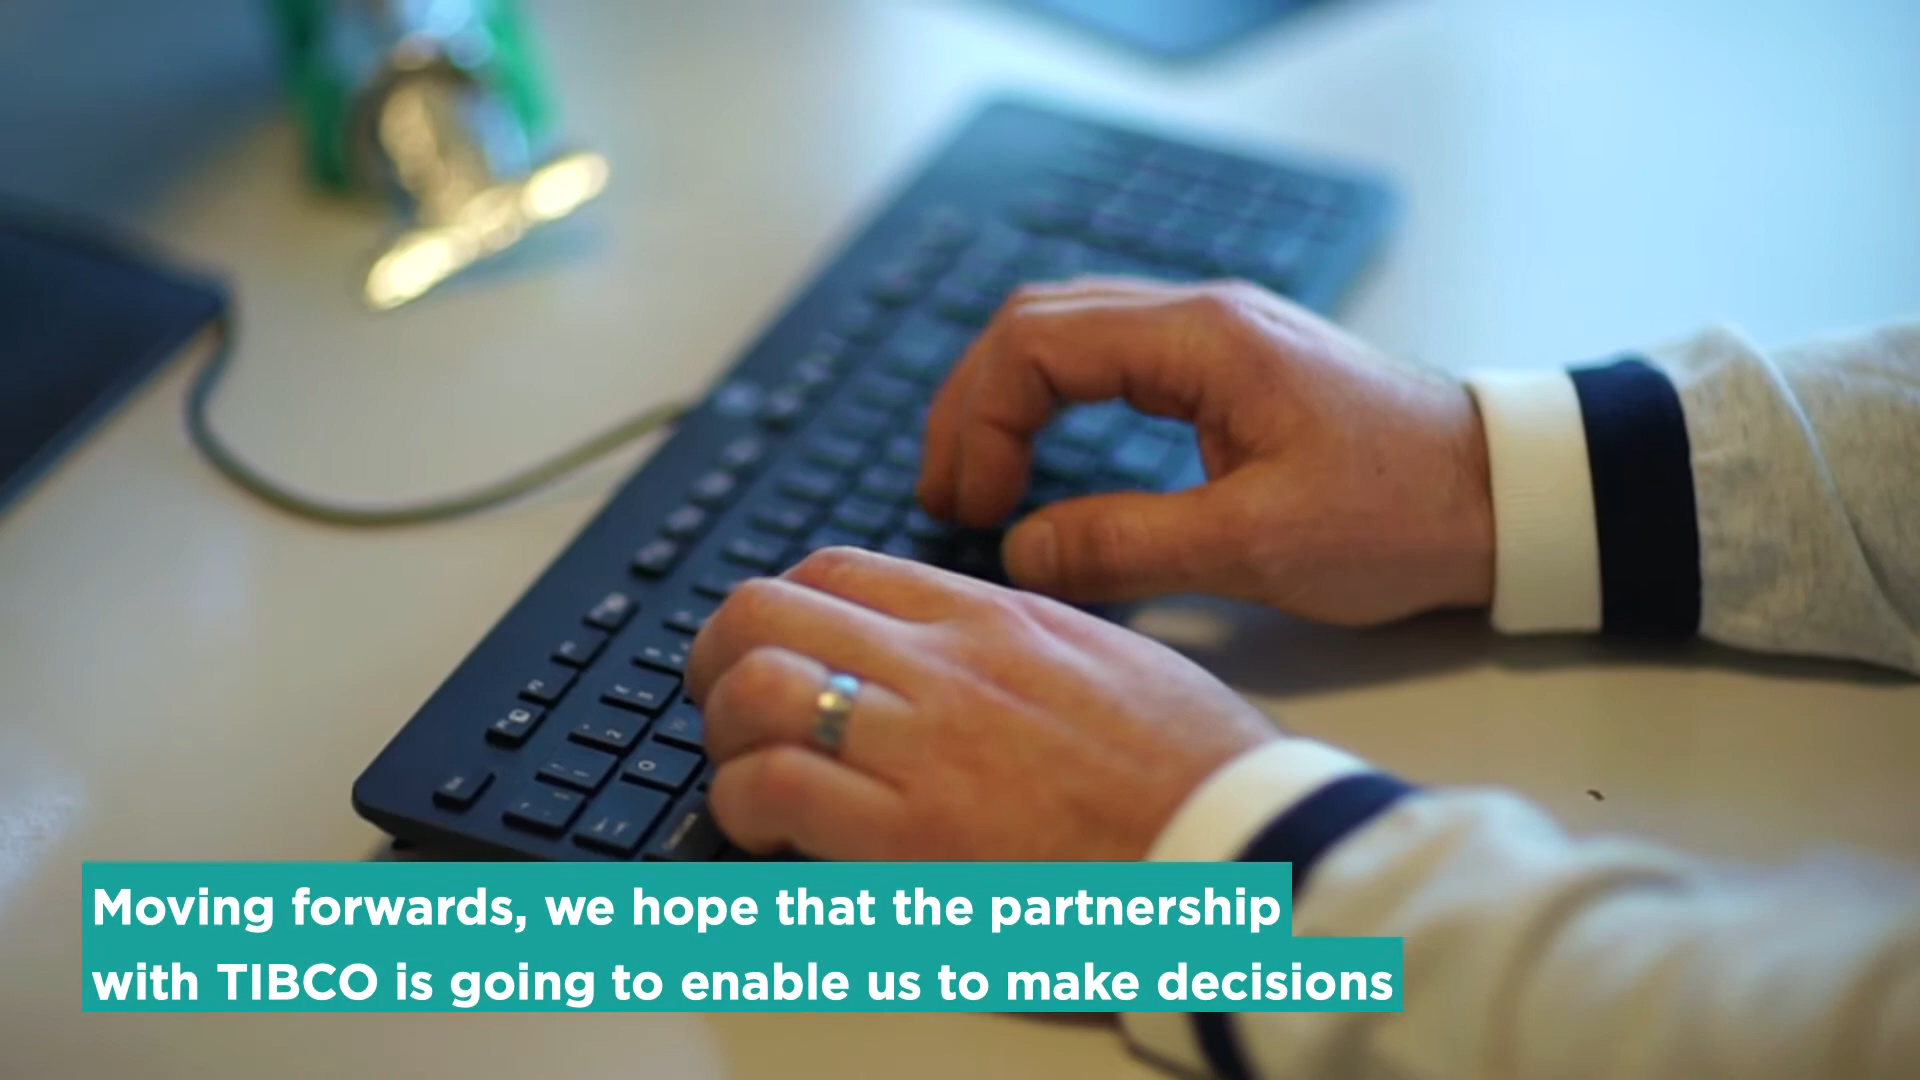 Moving forwards, we hope that the partnership
with TIBCO is going to enable us to make decisions